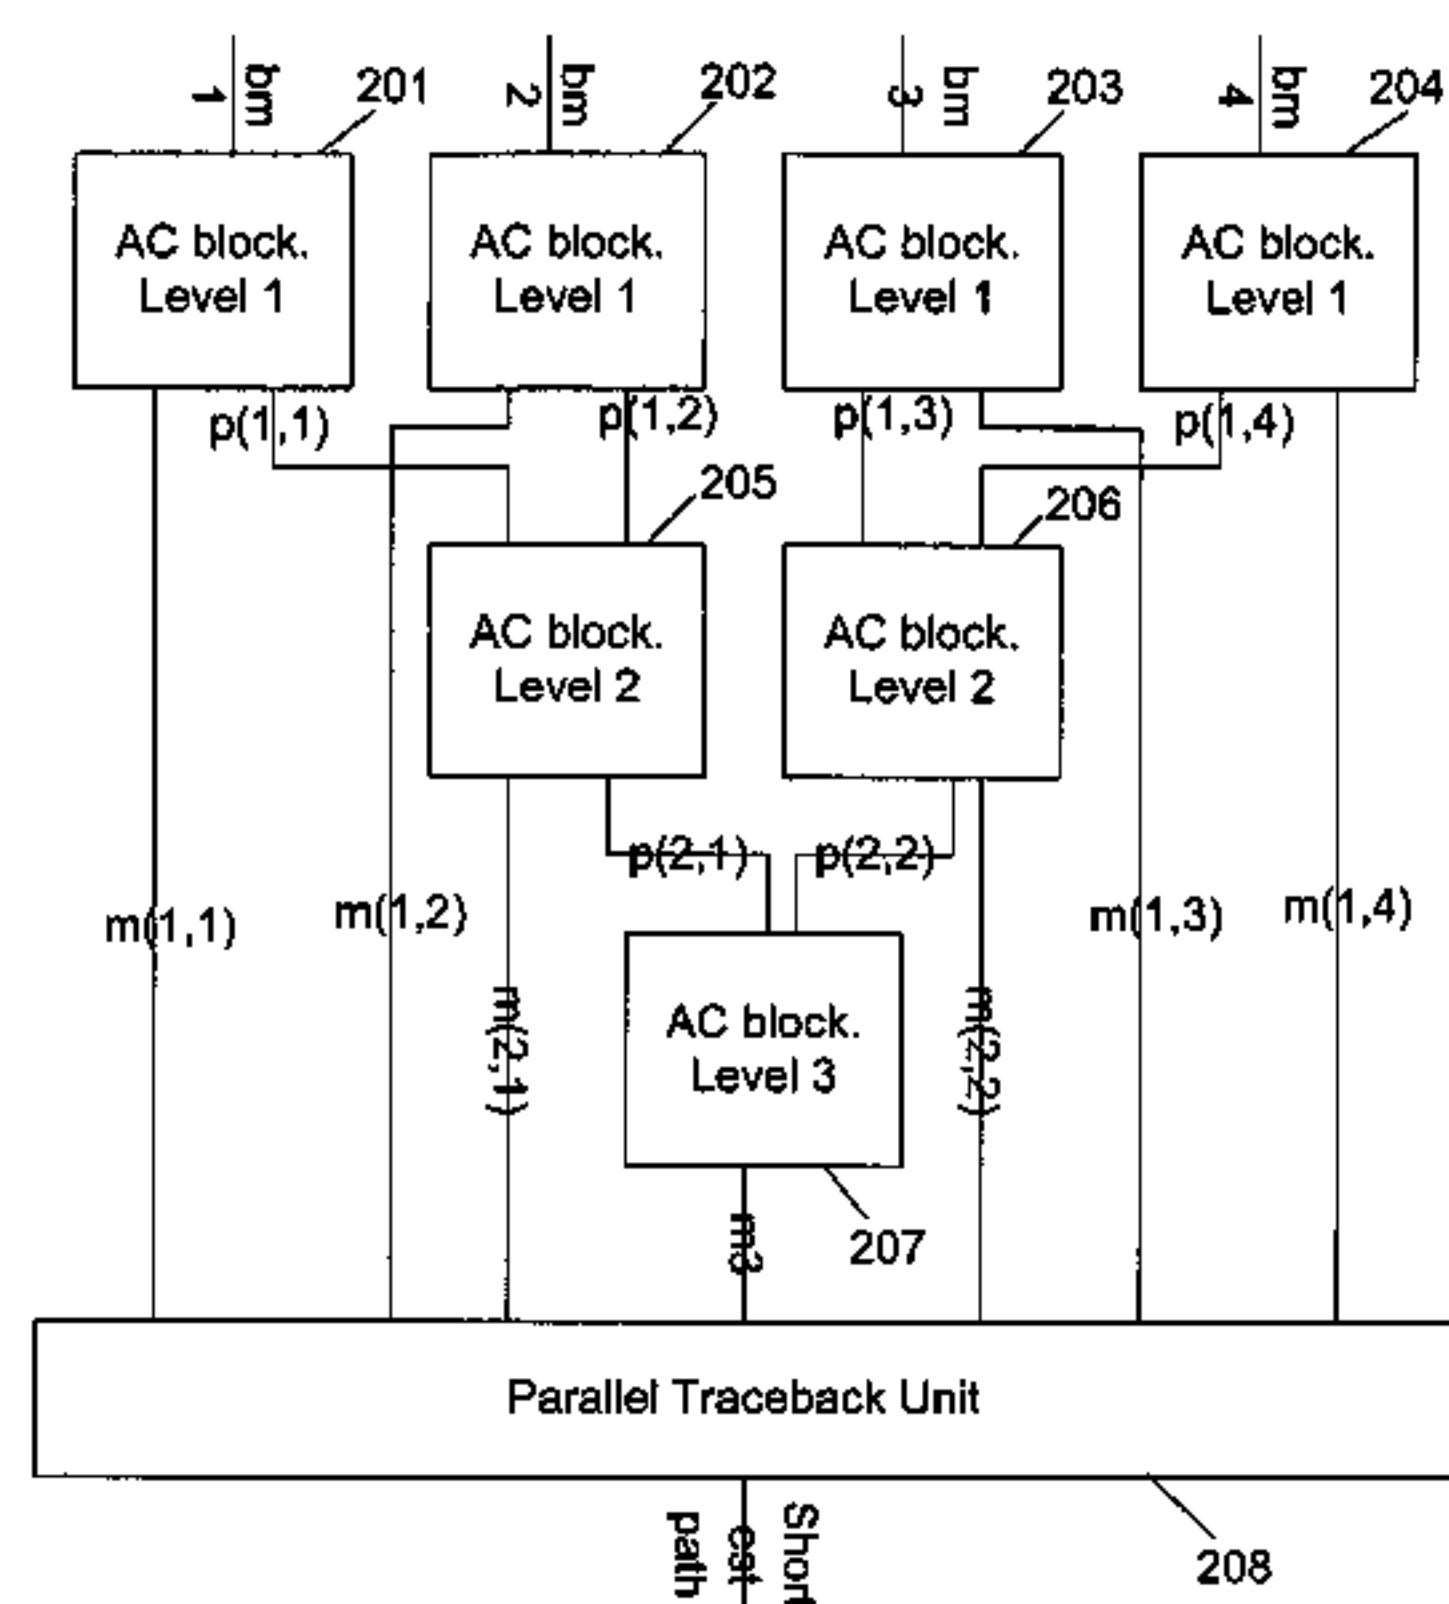 bm
1
201
bm
2
202
bm
3
203
bm
4
204
AC block.
Level 1
AC block.
Level 1
AC block.
Level 1
AC block.
Level 1
p(1,1)
p(1,2)
p(1,3)
p(1,4)
205
206
AC block.
Level 2
AC block.
Level 2
p(2,1)
p(2,2)
m(1,1)
m(1,2)
m(1,3)
m(1,4)
m(2,1)
m(2,2)
AC block.
Level 3
m3
207
Parallel Traceback Unit
208
Short
est
path